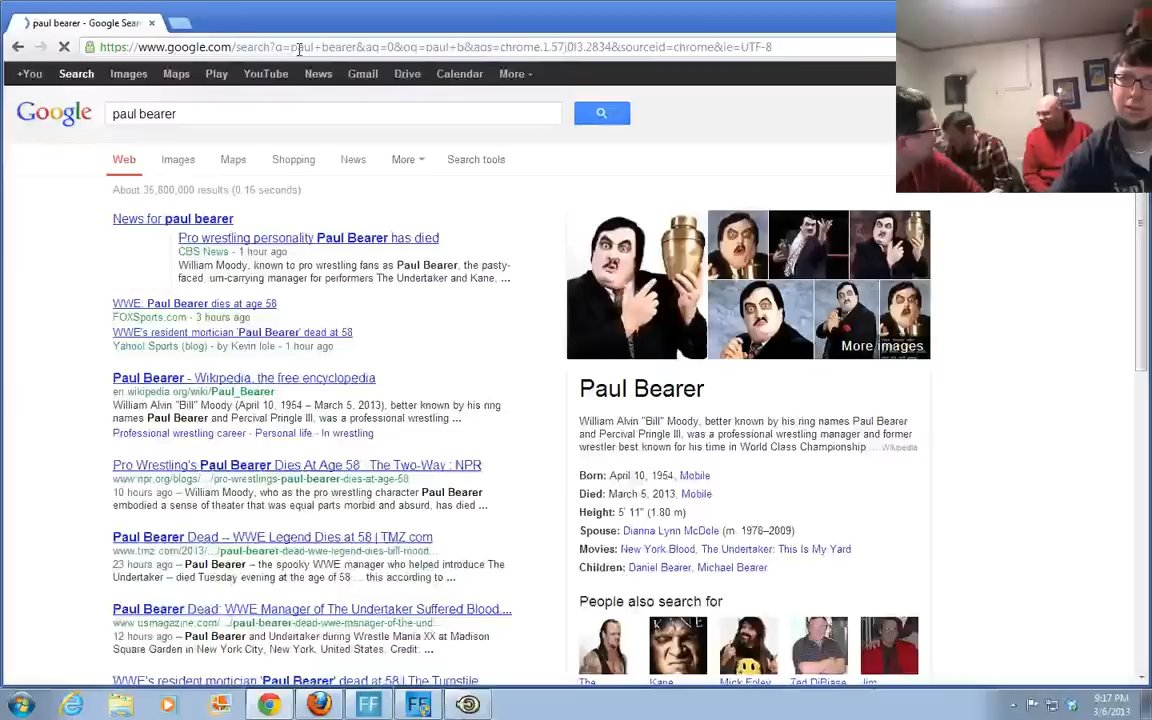 paul bearer - Google Sear
https://www.google.com/search?q=paul+bearer&aq=0&oq=paul+b&aqs=chrome.1.57j0l3.2834&sourceid=chrome&ie=UTF-8
+You Search Images Maps Play YouTube News Gmail Drive Calendar More
Google paul bearer
Web Images Maps Shopping News More Search tools
About 35,800,000 results (0.16 seconds)
News for paul bearer
Pro wrestling personality Paul Bearer has died
CBS News - 1 hour ago
William Moody, known to pro wrestling fans as Paul Bearer, the pasty-
faced, urn-carrying manager for performers The Undertaker and Kane, ...
WWE: Paul Bearer dies at age 58
FOXSports.com - 3 hours ago
WWE's resident mortician 'Paul Bearer' dead at 58
Yahoo! Sports (blog) - by Kevin Iole - 1 hour ago
Paul Bearer - Wikipedia, the free encyclopedia
en.wikipedia.org/wiki/Paul_Bearer
William Alvin "Bill" Moody (April 10, 1954 – March 5, 2013), better known by his ring
names Paul Bearer and Percival Pringle III, was a professional wrestling ...
Professional wrestling career - Personal life - In wrestling
Pro Wrestling's Paul Bearer Dies At Age 58 : The Two-Way : NPR
www.npr.org/blogs/.../pro-wrestlings-paul-bearer-dies-at-age-58
10 hours ago – William Moody, who as the pro wrestling character Paul Bearer
embodied a sense of theater that was equal parts morbid and absurd, has died ...
Paul Bearer Dead -- WWE Legend Dies at 58 | TMZ.com
www.tmz.com/2013/.../paul-bearer-dead-wwe-legend-dies-bill-mood...
23 hours ago – Paul Bearer – the spooky WWE manager who helped introduce The
Undertaker – died Tuesday evening at the age of 58 ... this according to ...
Paul Bearer Dead: WWE Manager of The Undertaker Suffered Blood....
www.usmagazine.com/.../paul-bearer-dead-wwe-manager-of-the-und...
12 hours ago – Paul Bearer and Undertaker during Wrestle Mania XX at Madison
Square Garden in New York City, New York, United States. Credit: ...
WWE's resident mortician 'Paul Bearer' dead at 58 | The Turnstile
More images
Paul Bearer
William Alvin "Bill" Moody, better known by his ring names Paul Bearer
and Percival Pringle III, was a professional wrestling manager and former
wrestler best known for his time in World Class Championship ... Wikipedia
Born: April 10, 1954, Mobile
Died: March 5, 2013, Mobile
Height: 5' 11" (1.80 m)
Spouse: Dianna Lynn McDole (m. 1978–2009)
Movies: New York Blood, The Undertaker: This Is My Yard
Children: Daniel Bearer, Michael Bearer
People also search for
KANE
The Kane Mick Foley Ted DiBiase Jim
FF FF
9:17 PM
3/6/2013